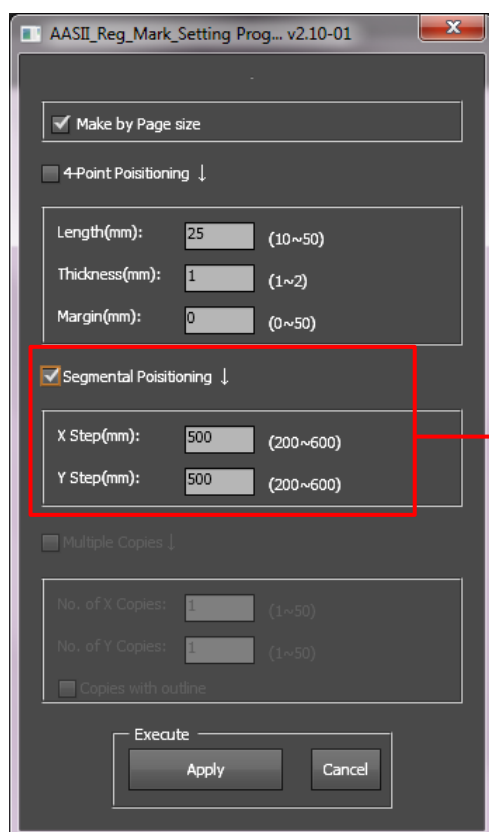 AASII_Reg_Mark_Setting Prog... v2.10-01
Make by Page size
4-Point Poisitioning ↓
Length(mm): 25 (10~50)
Thickness(mm): 1 (1~2)
Margin(mm): 0 (0~50)
Segmental Poisitioning ↓
X Step(mm): 500 (200~600)
Y Step(mm): 500 (200~600)
Multiple Copies ↓
No. of X Copies: 1 (1~50)
No. of Y Copies: 1 (1~50)
Copies with outline
Execute
Apply Cancel